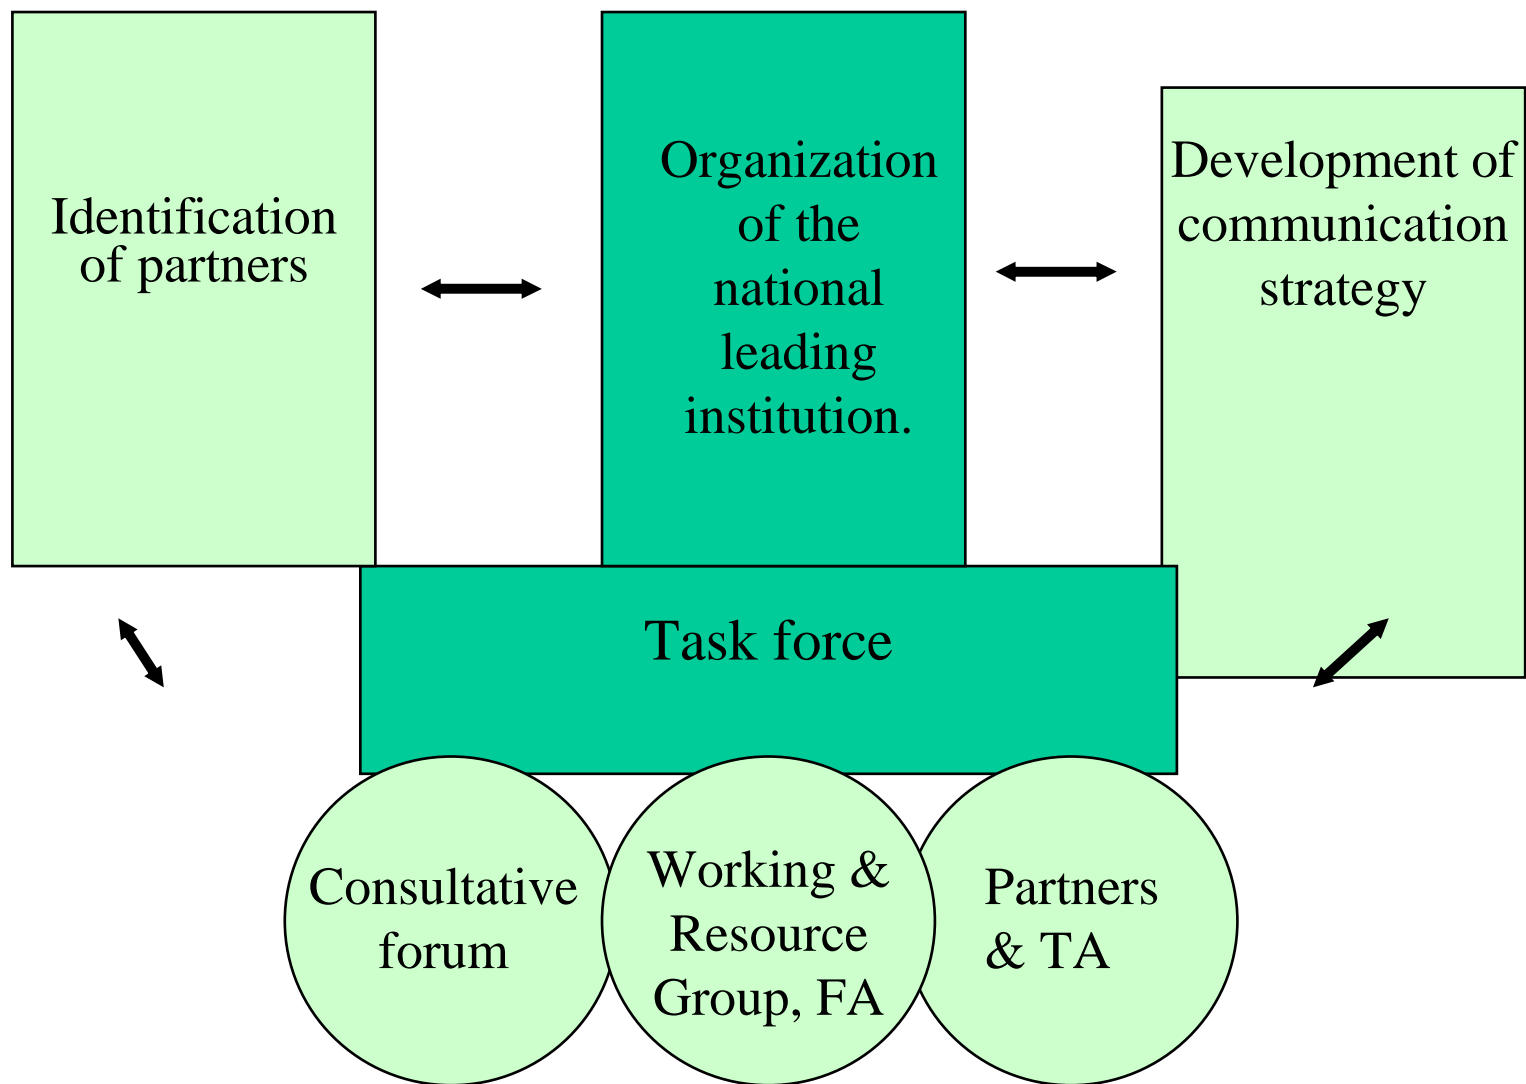 Identification
of partners
Organization
of the
national
leading
institution.
Development of
communication
strategy
Task force
Consultative
forum
Working &
Resource
Group, FA
Partners
& TA